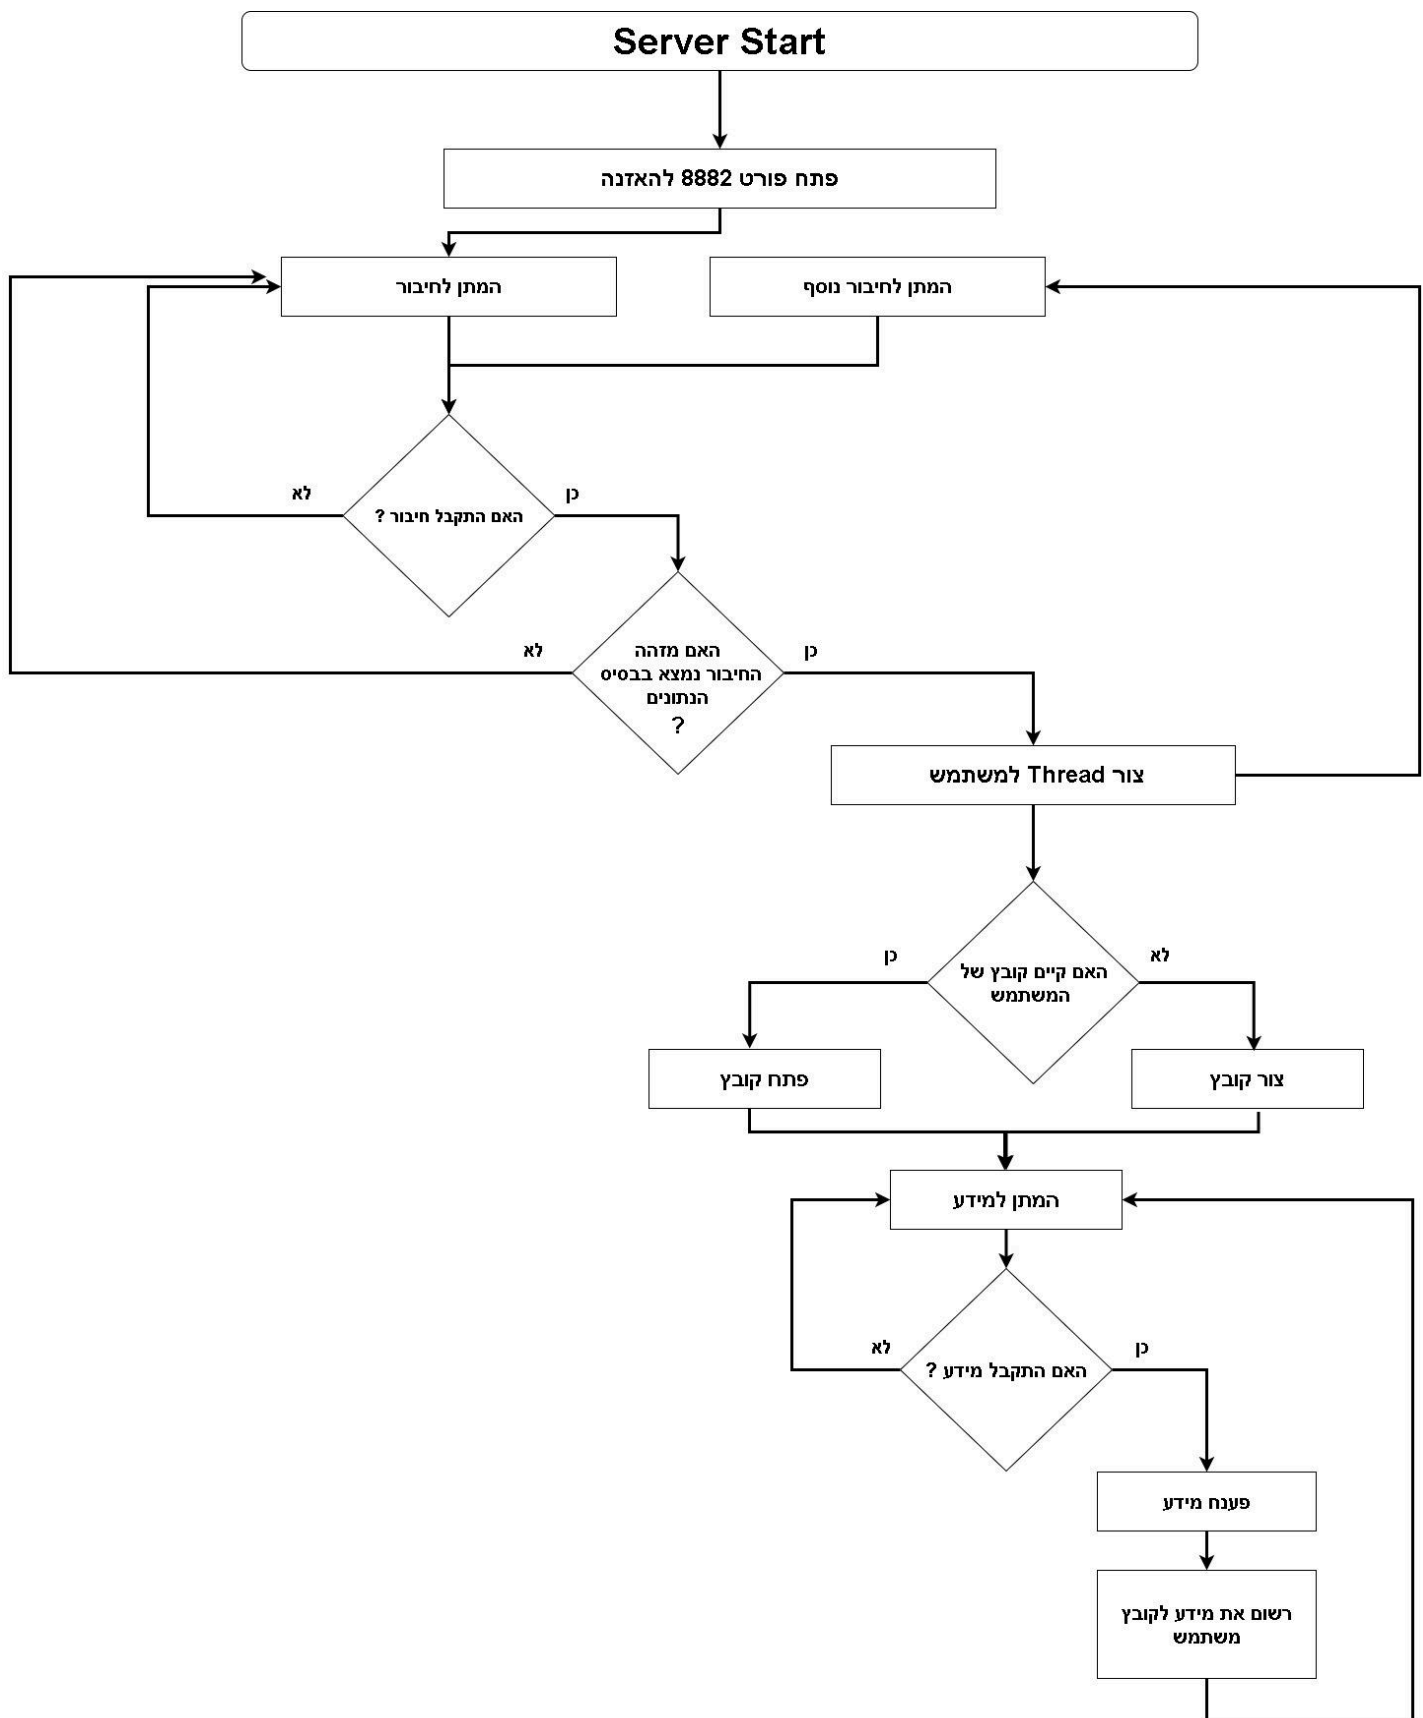 Server Start
פתח פורט 8882 להאזנה
המתן לחיבור
המתן לחיבור נוסף
לא
כן
האם התקבל חיבור ?
לא
כן
האם מזהה
החיבור נמצא בבסיס
הנתונים
?
צור Thread למשתמש
כן
לא
האם קיים קובץ של
המשתמש
פתח קובץ
צור קובץ
המתן למידע
לא
כן
האם התקבל מידע ?
פענח מידע
רשום את מידע לקובץ
משתמש